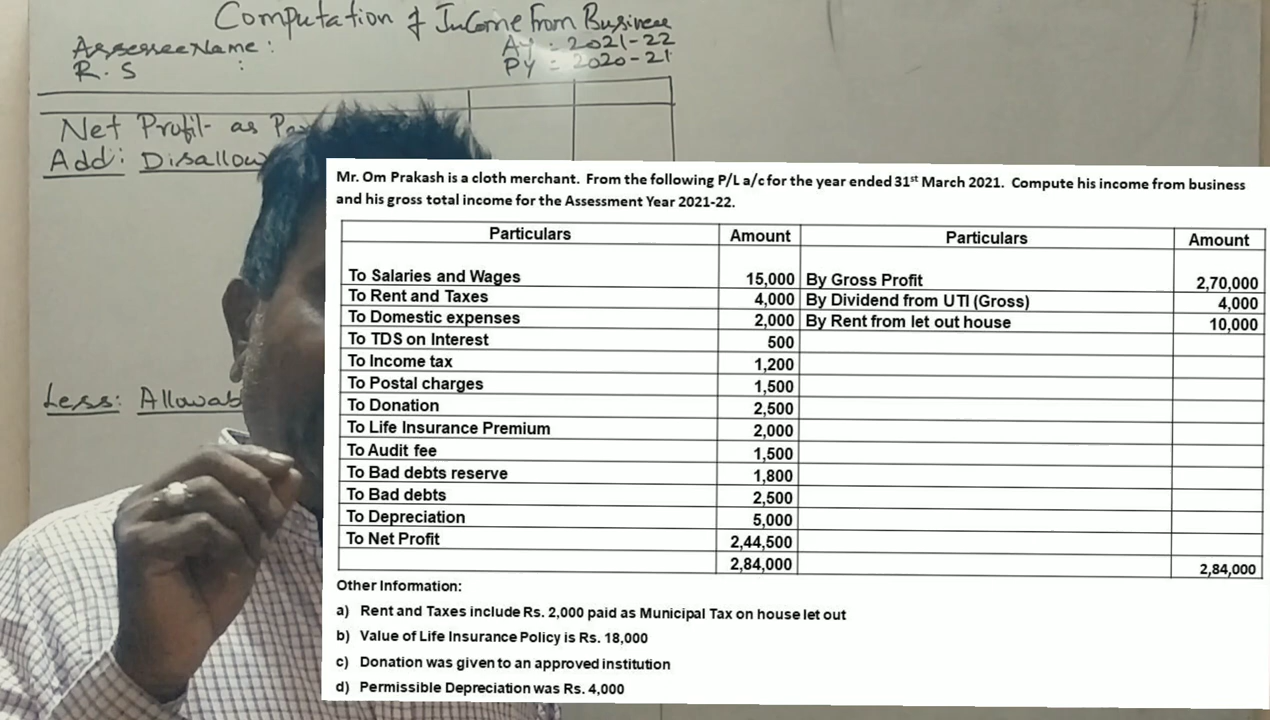 Computation of Income From Business
Assessee Name :
AY : 2021-22
R.S :
PY = 2020-21
Net Profit as
Add: Disallow
Less: Allowab
Mr. Om Prakash is a cloth merchant. From the following P/L a/c for the year ended 31st March 2021. Compute his income from business
and his gross total income for the Assessment Year 2021-22.
Particulars Amount Particulars Amount
To Salaries and Wages 15,000 By Gross Profit 2,70,000
To Rent and Taxes 4,000 By Dividend from UTI (Gross) 4,000
To Domestic expenses 2,000 By Rent from let out house 10,000
To TDS on Interest 500
To Income tax 1,200
To Postal charges 1,500
To Donation 2,500
To Life Insurance Premium 2,000
To Audit fee 1,500
To Bad debts reserve 1,800
To Bad debts 2,500
To Depreciation 5,000
To Net Profit 2,44,500
2,84,000 2,84,000
Other Information:
a) Rent and Taxes include Rs. 2,000 paid as Municipal Tax on house let out
b) Value of Life Insurance Policy is Rs. 18,000
c) Donation was given to an approved institution
d) Permissible Depreciation was Rs. 4,000